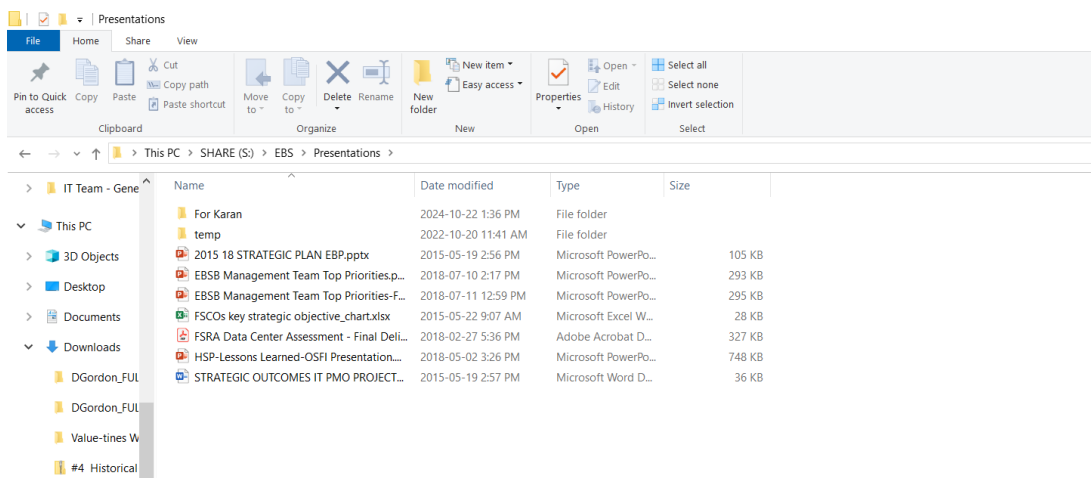 Presentations
File Home Share View
Pin to Quick access
Copy
Paste
Cut
Copy path
Paste shortcut
Move to
Copy to
Delete
Rename
New folder
New item
Easy access
Properties
Open
Edit
History
Select all
Select none
Invert selection
Clipboard Organize New Open Select
This PC > SHARE (S:) > EBS > Presentations >
IT Team - Gene
This PC
3D Objects
Desktop
Documents
Downloads
DGordon_FUL
DGordon_FUL
Value-tines W
#4 Historical
Name Date modified Type Size
For Karan 2024-10-22 1:36 PM File folder
temp 2022-10-20 11:41 AM File folder
2015 18 STRATEGIC PLAN EBP.pptx 2015-05-19 2:56 PM Microsoft PowerPo... 105 KB
EBSB Management Team Top Priorities.p... 2018-07-10 2:17 PM Microsoft PowerPo... 293 KB
EBSB Management Team Top Priorities-F... 2018-07-11 12:59 PM Microsoft PowerPo... 295 KB
FSCOs key strategic objective_chart.xlsx 2015-05-22 9:07 AM Microsoft Excel W... 28 KB
FSRA Data Center Assessment - Final Deli... 2018-02-27 5:36 PM Adobe Acrobat D... 327 KB
HSP-Lessons Learned-OSFI Presentation.... 2018-05-02 3:26 PM Microsoft PowerPo... 748 KB
STRATEGIC OUTCOMES IT PMO PROJECT... 2015-05-19 2:57 PM Microsoft Word D... 36 KB